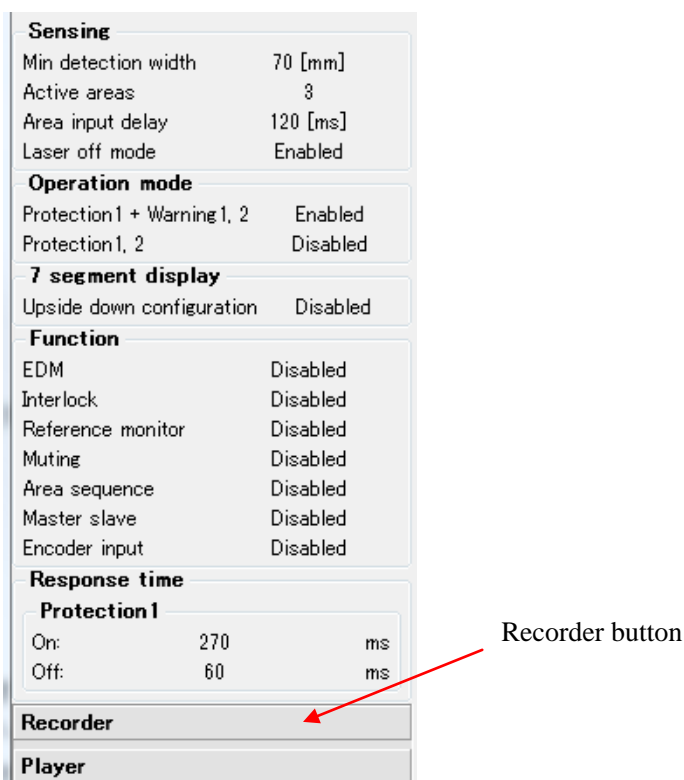 Sensing
Min detection width 70 [mm]
Active areas 3
Area input delay 120 [ms]
Laser off mode Enabled
Operation mode
Protection1 + Warning1, 2 Enabled
Protection1, 2 Disabled
7 segment display
Upside down configuration Disabled
Function
EDM Disabled
Interlock Disabled
Reference monitor Disabled
Muting Disabled
Area sequence Disabled
Master slave Disabled
Encoder input Disabled
Response time
Protection1
On: 270 ms
Off: 60 ms
Recorder button
Recorder
Player